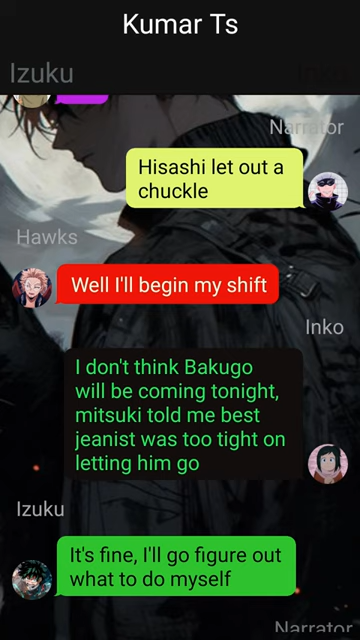 Kumar Ts
Izuku
Inko
Narrator
Hisashi let out a
chuckle
Hawks
Well I'll begin my shift
Inko
I don't think Bakugo
will be coming tonight,
mitsuki told me best
jeanist was too tight on
letting him go
Izuku
It's fine, I'll go figure out
what to do myself
Narrator